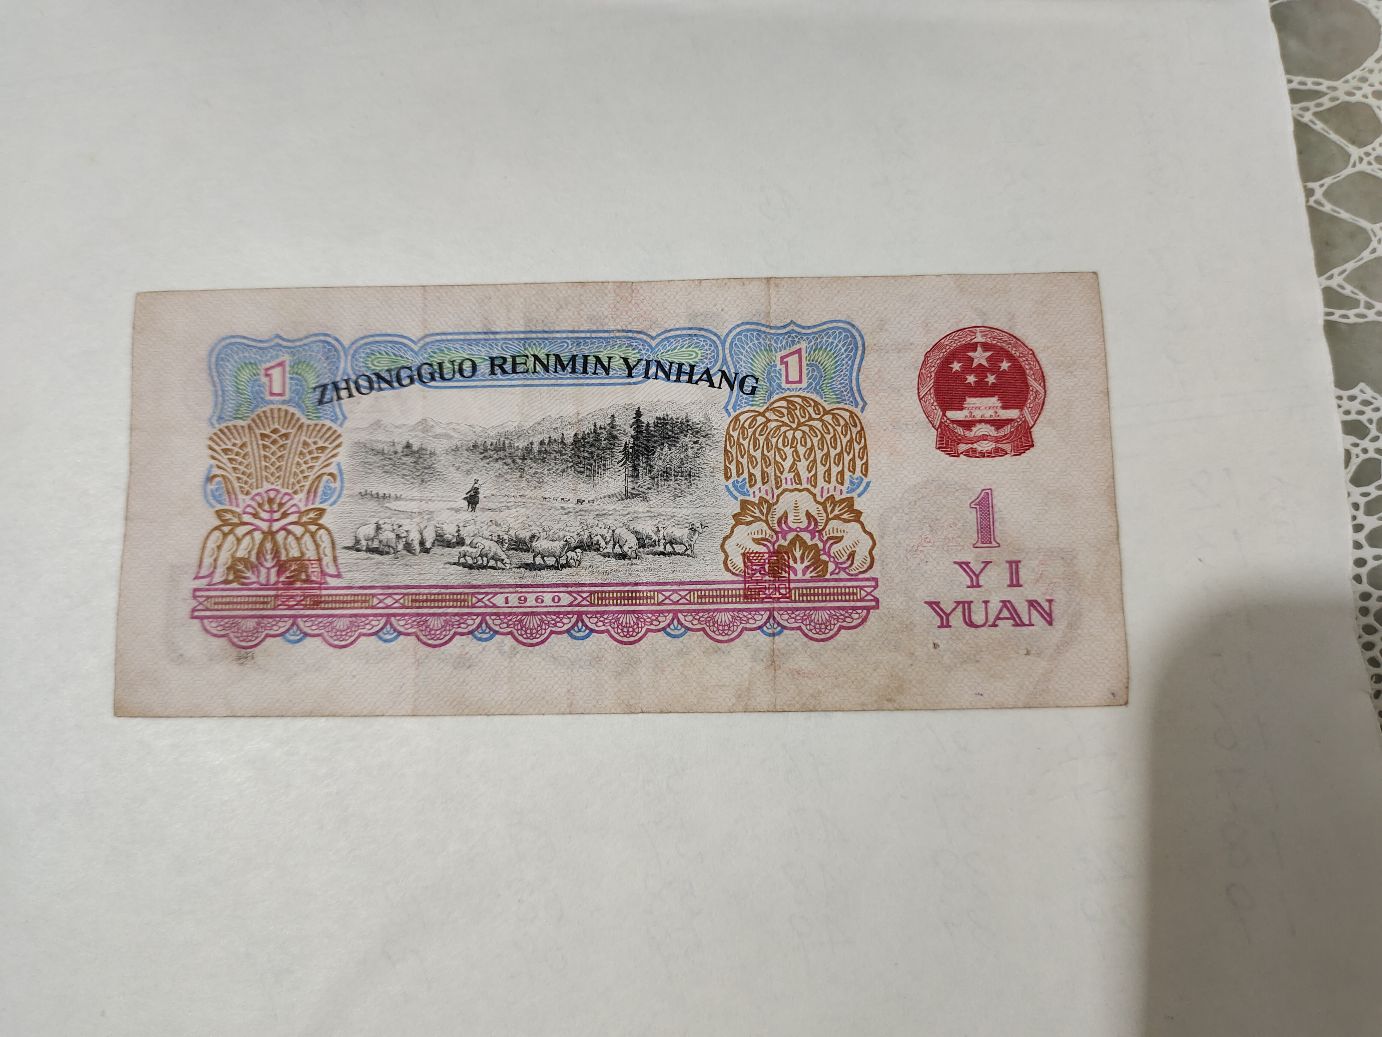 1
1
ZHONGGUO RENMIN YINHANG
1960
1
YI
YUAN